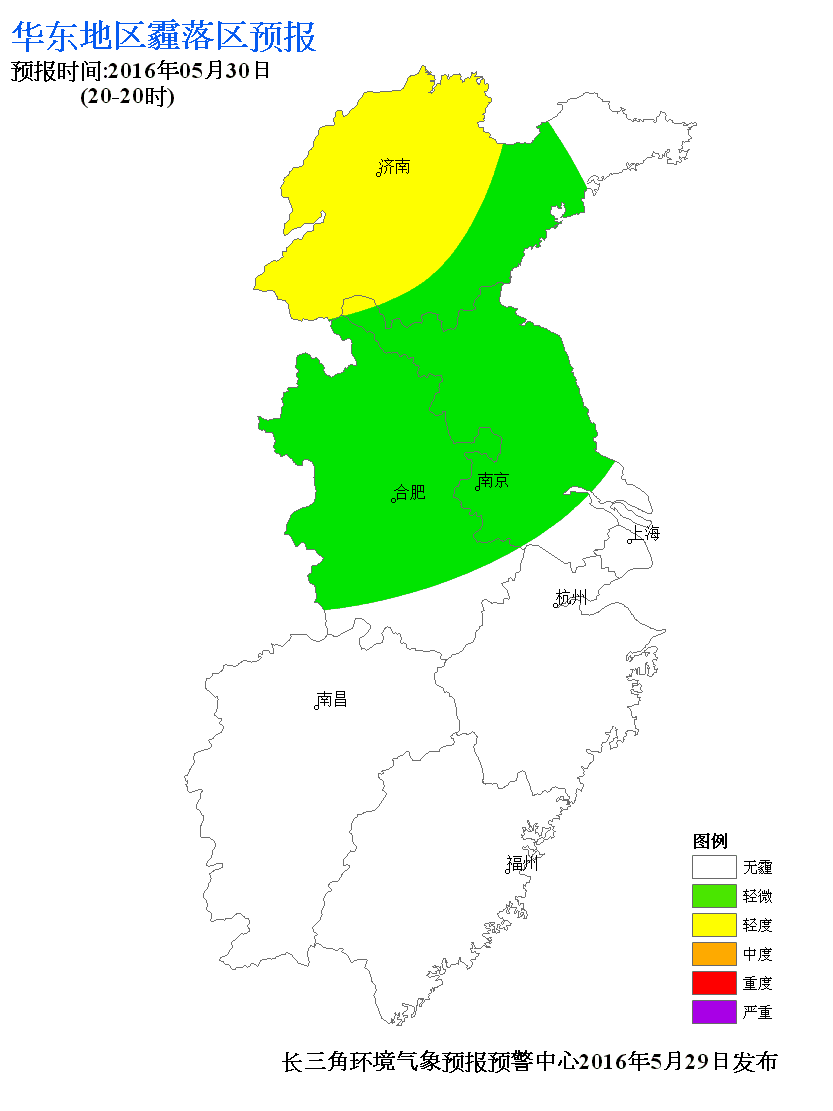 华东地区霾落区预报
预报时间:2016年05月30日
(20-20时)
济南
南京
合肥
上海
杭州
南昌
福州
图例
无霾
轻微
轻度
中度
重度
严重
长三角环境气象预报预警中心2016年5月29日发布